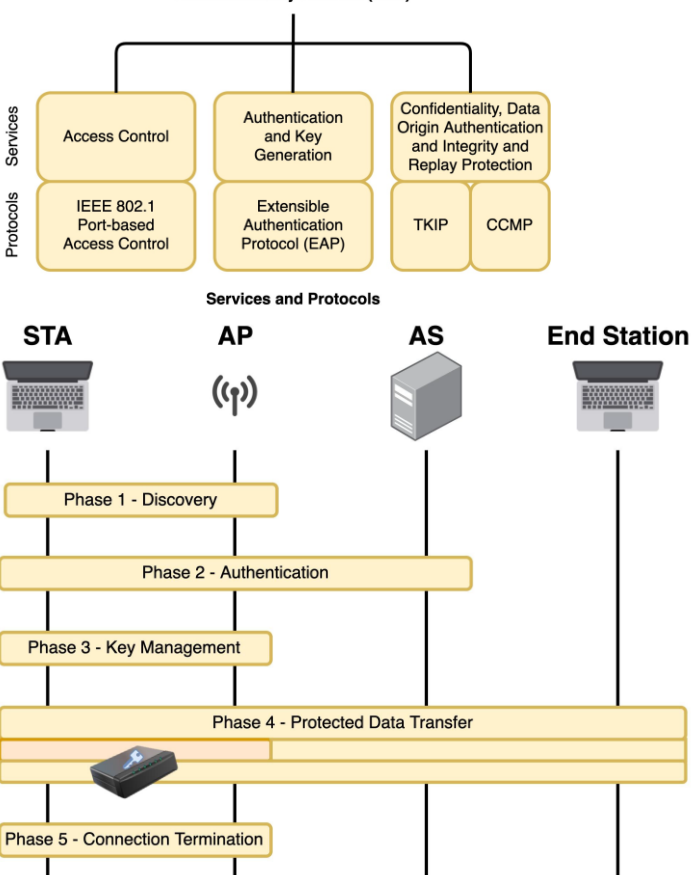 Services
Access Control
Authentication
and Key
Generation
Confidentiality, Data
Origin Authentication
and Integrity and
Replay Protection
Protocols
IEEE 802.1
Port-based
Access Control
Extensible
Authentication
Protocol (EAP)
TKIP
CCMP
Services and Protocols
STA
AP
AS
End Station
Phase 1 - Discovery
Phase 2 - Authentication
Phase 3 - Key Management
Phase 4 - Protected Data Transfer
Phase 5 - Connection Termination